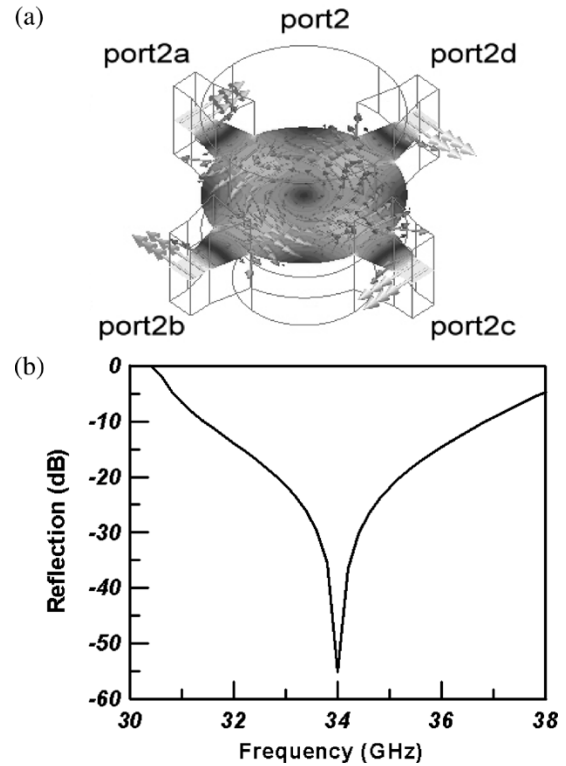 (a)
port2
port2a
port2d
port2b
port2c
(b)
0
-10
-20
-30
-40
-50
-60
Reflection (dB)
30
32
34
36
38
Frequency (GHz)